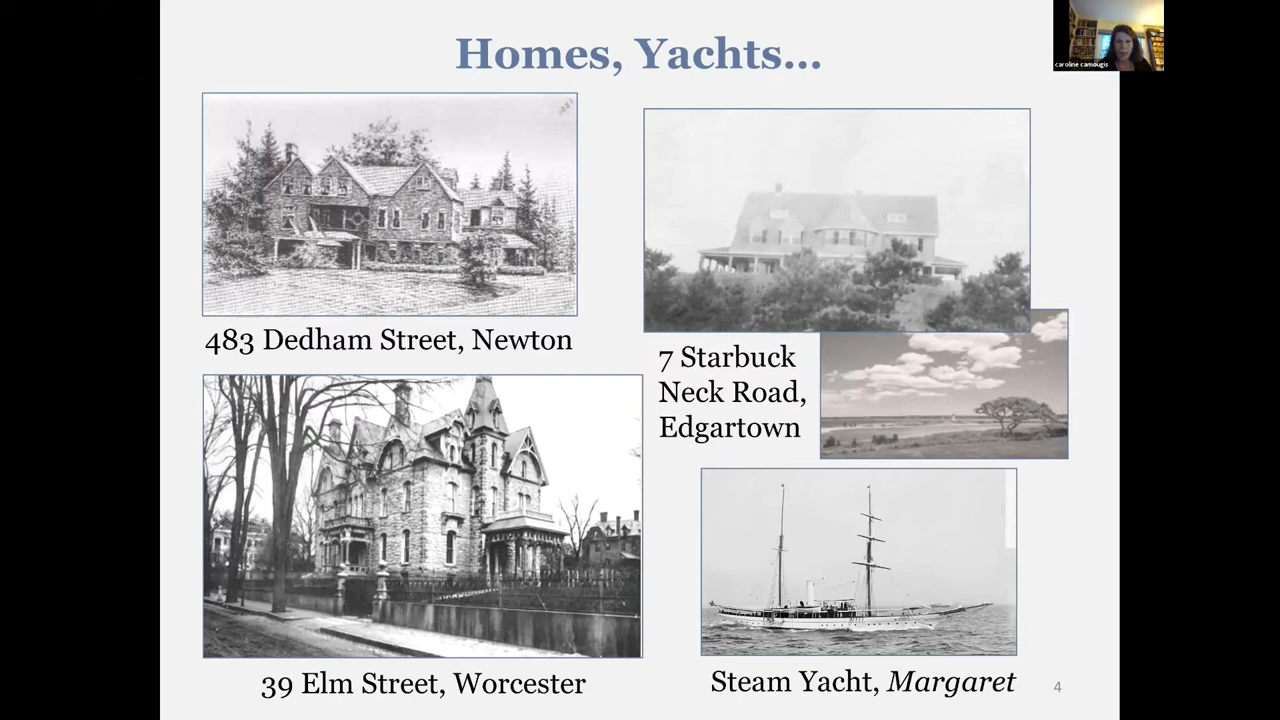 Homes, Yachts...
caroline camougis
483 Dedham Street, Newton
7 Starbuck
Neck Road,
Edgartown
39 Elm Street, Worcester
Steam Yacht, Margaret
4